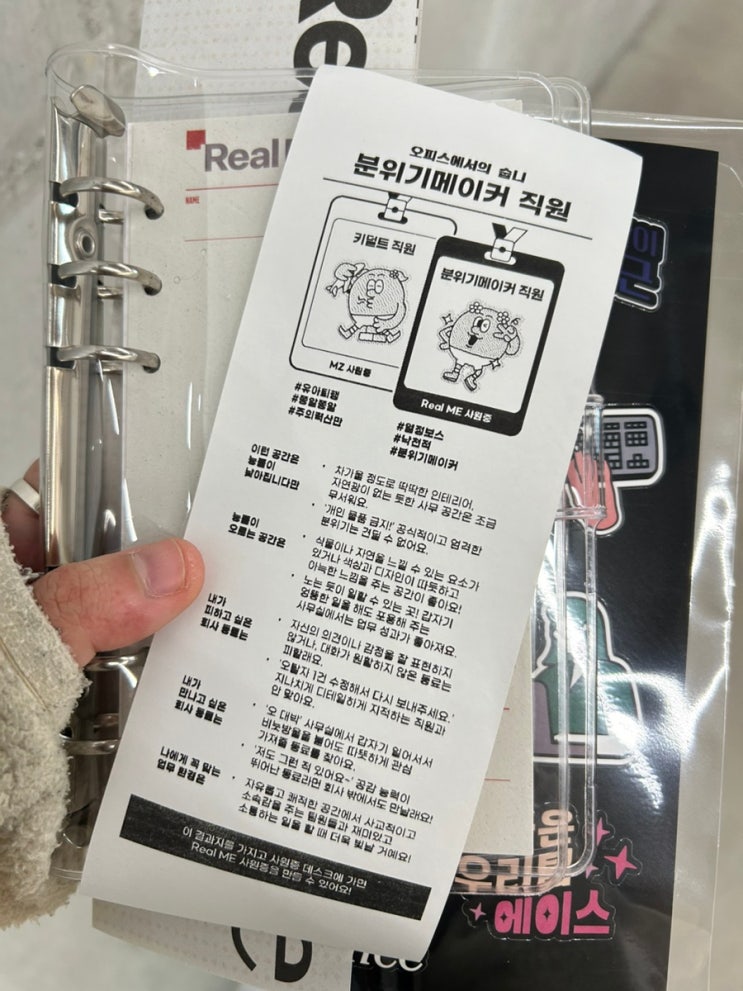 Re
Real
NAME
오피스에서의 숩니
분위기메이커 직원
키덜트 직원
MZ 사원증
분위기메이커 직원
Real ME 사원증
#유아티켓
#몽알몽알
#주의력산만
#열정보스
#낙천적
#분위기메이커
이런 공간은
능률이
낮아집니다만
• 차가울 정도로 딱딱한 인테리어,
자연광이 없는 듯한 사무 공간은 조금
무서워요.
• '개인 물품 금지!' 공식적이고 엄격한
분위기는 견딜 수 없어요.
능률이
오르는 공간은
• 식물이나 자연을 느낄 수 있는 요소가
있거나 색상과 디자인이 따뜻하고
아늑한 느낌을 주는 공간이 좋아요!
• 노는 듯이 일할 수 있는 곳! 갑자기
엉뚱한 일을 해도 포용해 주는
사무실에서는 업무 성과가 좋아져요.
내가
피하고 싶은
회사 동료는
• 자신의 의견이나 감정을 잘 표현하지
않거나, 대화가 원활하지 않은 동료는
피할래요.
• '오탈자 1건 수정해서 다시 보내주세요.'
지나치게 디테일하게 지적하는 직원과
안 맞아요.
내가
만나고 싶은
회사 동료는
• '오 대박' 사무실에서 갑자기 일어서서
비눗방울을 불어도 따뜻하게 관심
가져줄 동료를 찾아요.
• '저도 그런 적 있어요~' 공감 능력이
뛰어난 동료라면 회사 밖에서도 만날래요!
나에게 꼭 맞는
업무 환경은
• 자유롭고 쾌적한 공간에서 사교적이고
소속감을 주는 팀원들과 재미있고
소통하는 일을 할 때 더욱 빛날 거예요!
이 결과지를 가지고 사원증 데스크에 가면
Real ME 사원증을 만들 수 있어요!
에이스